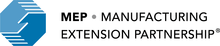 MEP • MANUFACTURING
EXTENSION PARTNERSHIP®